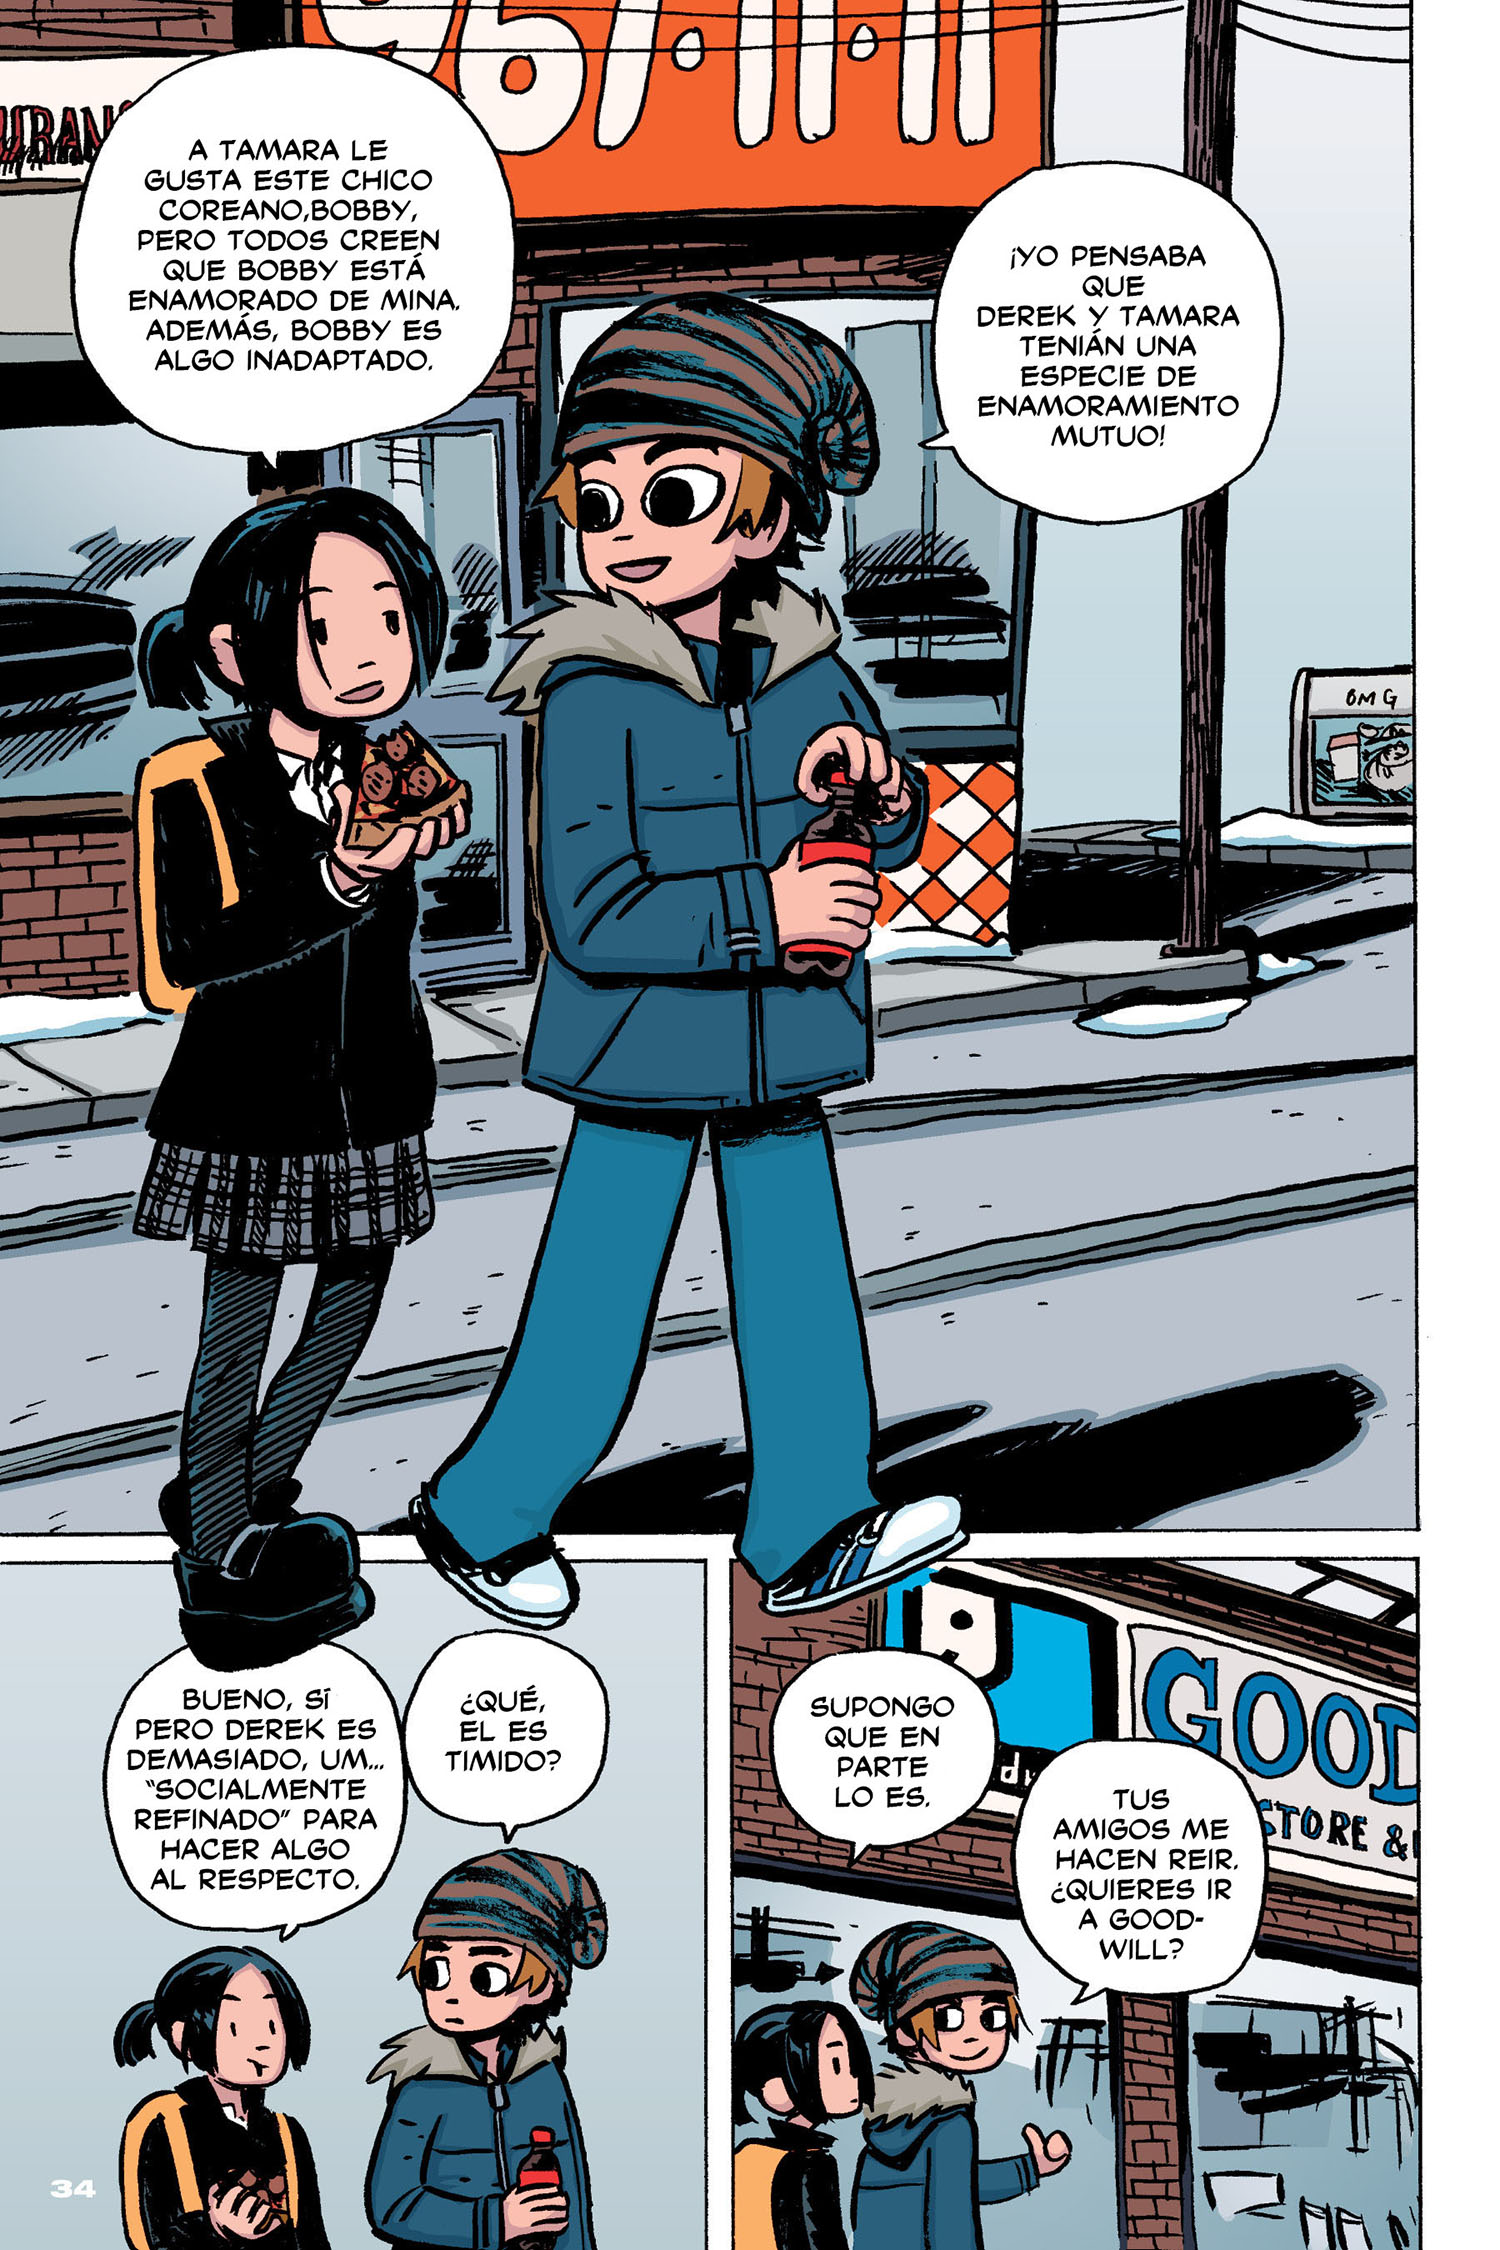 967-11-11
A TAMARA LE
GUSTA ESTE CHICO
COREANO,BOBBY,
PERO TODOS CREEN
QUE BOBBY ESTÁ
ENAMORADO DE MINA.
ADEMÁS, BOBBY ES
ALGO INADAPTADO.
¡YO PENSABA
QUE
DEREK Y TAMARA
TENIÁN UNA
ESPECIE DE
ENAMORAMIENTO
MUTUO!
OMG
BUENO, SÍ
PERO DEREK ES
DEMASIADO, UM...
“SOCIALMENTE
REFINADO” PARA
HACER ALGO
AL RESPECTO.
¿QUÉ,
EL ES
TIMIDO?
SUPONGO
QUE EN
PARTE
LO ES.
GOOD
STORE &
TUS
AMIGOS ME
HACEN REIR.
¿QUIERES IR
A GOOD-
WILL?
34